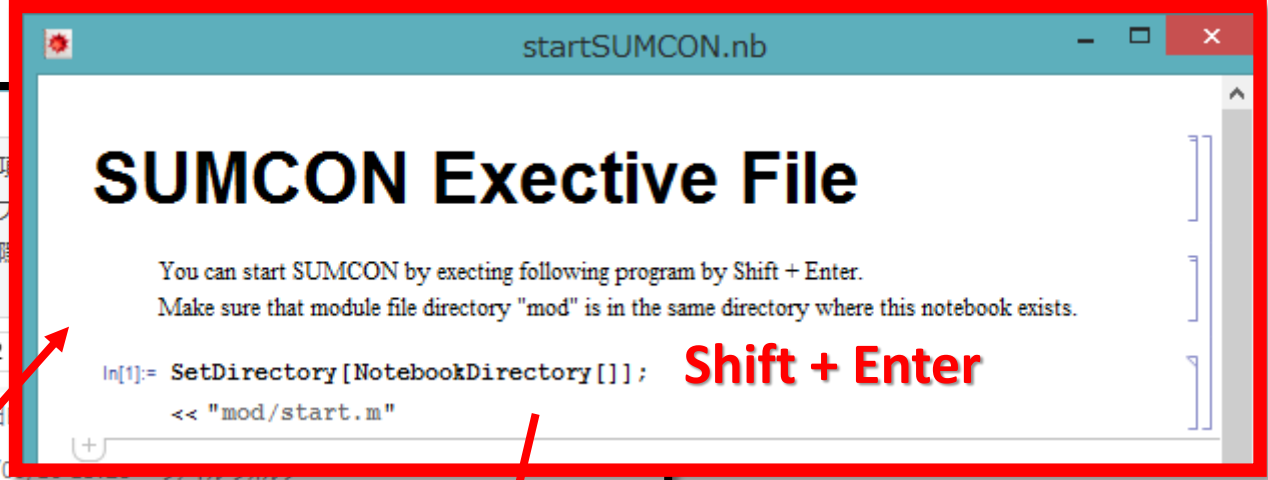 startSUMCON.nb
SUMCON Exective File
You can start SUMCON by execting following program by Shift + Enter.
Make sure that module file directory "mod" is in the same directory where this notebook exists.
In[1]:= SetDirectory[NotebookDirectory[]];
Shift + Enter
<< "mod/start.m"